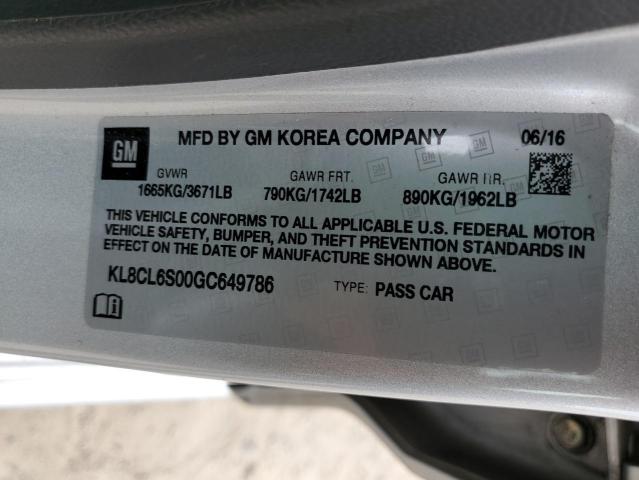 GM MFD BY GM KOREA COMPANY 06/16
GVWR GAWR FRT. GAWR RR.
1665KG/3671LB 790KG/1742LB 890KG/1962LB
THIS VEHICLE CONFORMS TO ALL APPLICABLE U.S. FEDERAL MOTOR
VEHICLE SAFETY, BUMPER, AND THEFT PREVENTION STANDARDS IN
EFFECT ON THE DATE OF MANUFACTURE SHOWN ABOVE.
KL8CL6S00GC649786 TYPE: PASS CAR